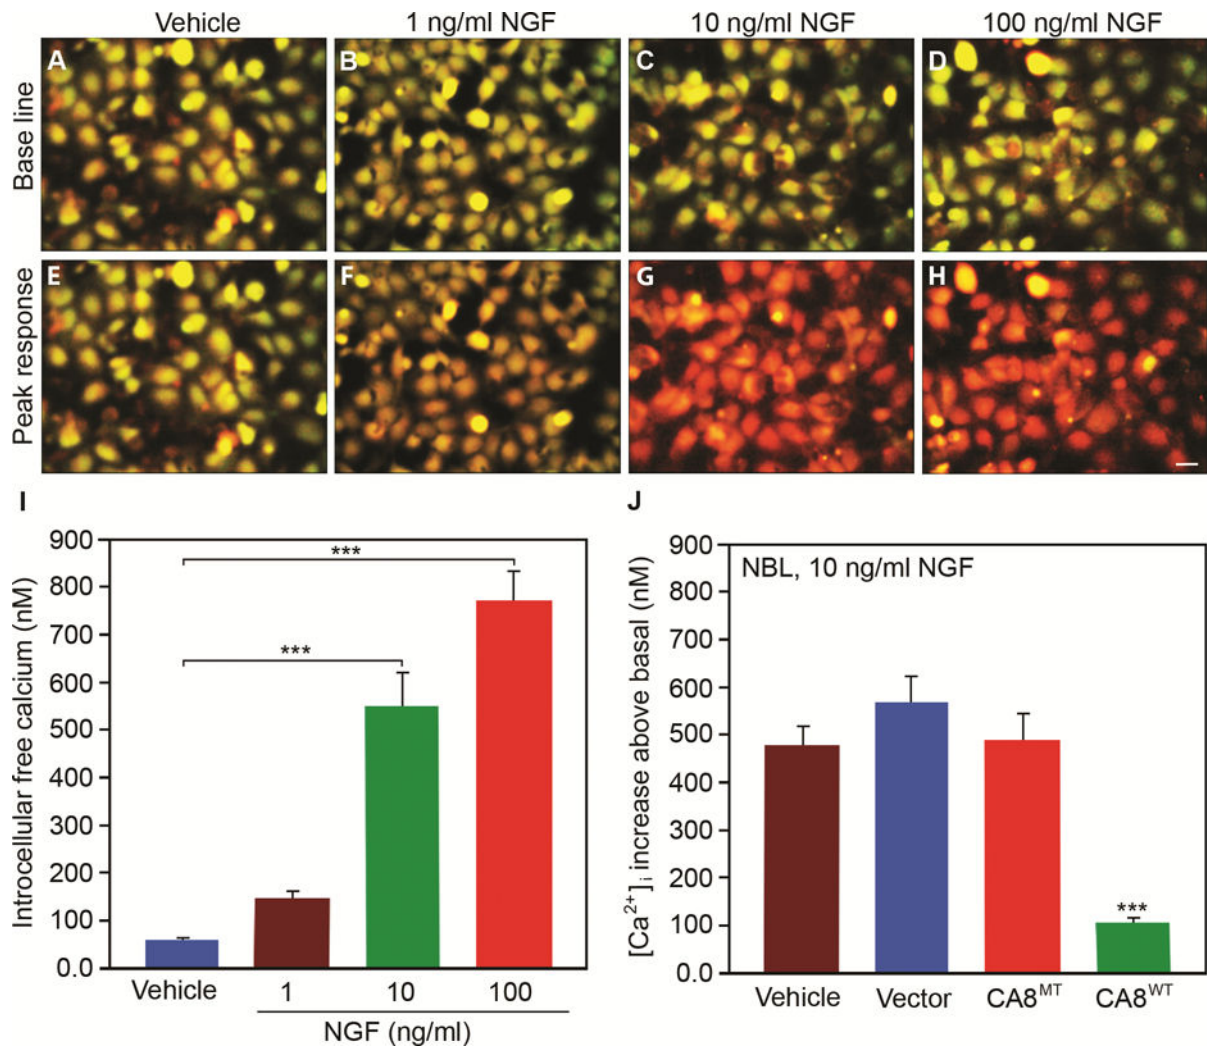 Vehicle 1 ng/ml NGF 10 ng/ml NGF 100 ng/ml NGF
Base line
A B C D
Peak response
E F G H
I
Introcellular free calcium (nM)
900
800
700
600
500
400
300
200
100
0.0
***
***
Vehicle 1 10 100
NGF (ng/ml)
J
[Ca²⁺]ᵢ increase above basal (nM)
900
800
700
600
500
400
300
200
100
0.0
NBL, 10 ng/ml NGF
***
Vehicle Vector CA8ᴹᵀ CA8ᵂᵀ